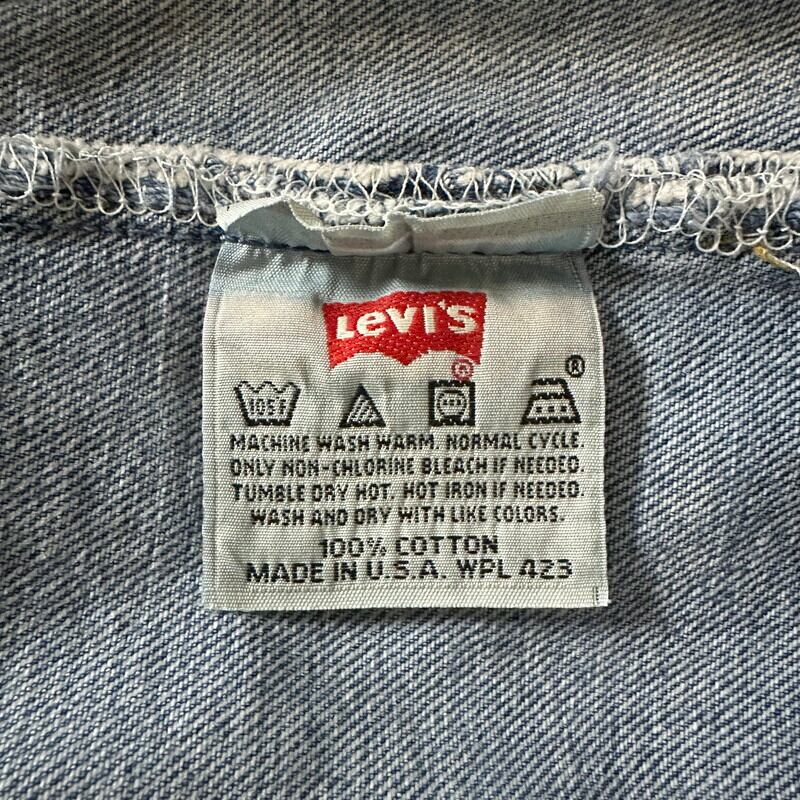 LEVI'S
®
®
105°
MACHINE WASH WARM. NORMAL CYCLE.
ONLY NON-CHLORINE BLEACH IF NEEDED.
TUMBLE DRY HOT. HOT IRON IF NEEDED.
WASH AND DRY WITH LIKE COLORS.
100% COTTON
MADE IN U.S.A. WPL 423